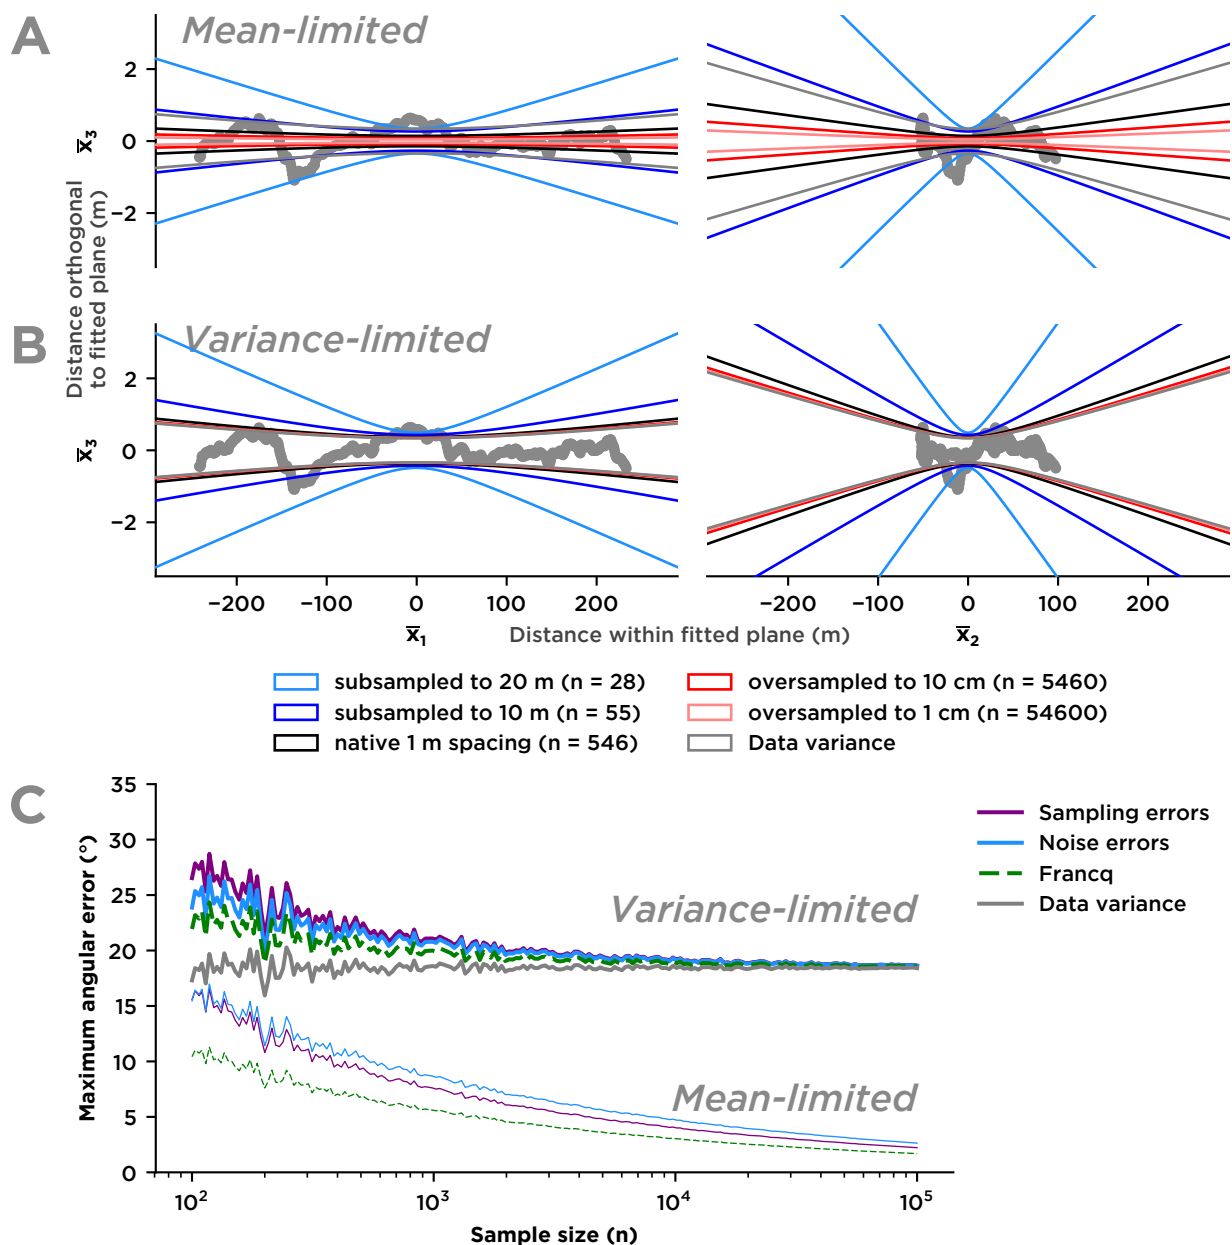 A
Mean-limited
2
0
−2
x̅₃
Distance orthogonal
to fitted plane (m)
B
Variance-limited
2
0
−2
x̅₃
−200 −100 0 100 200
−200 −100 0 100 200
x̅₁ Distance within fitted plane (m) x̅₂
subsampled to 20 m (n = 28)
subsampled to 10 m (n = 55)
native 1 m spacing (n = 546)
oversampled to 10 cm (n = 5460)
oversampled to 1 cm (n = 54600)
Data variance
C
Maximum angular error (°)
35
30
25
20
15
10
5
0
Variance-limited
Mean-limited
10² 10³ 10⁴ 10⁵
Sample size (n)
Sampling errors
Noise errors
Francq
Data variance